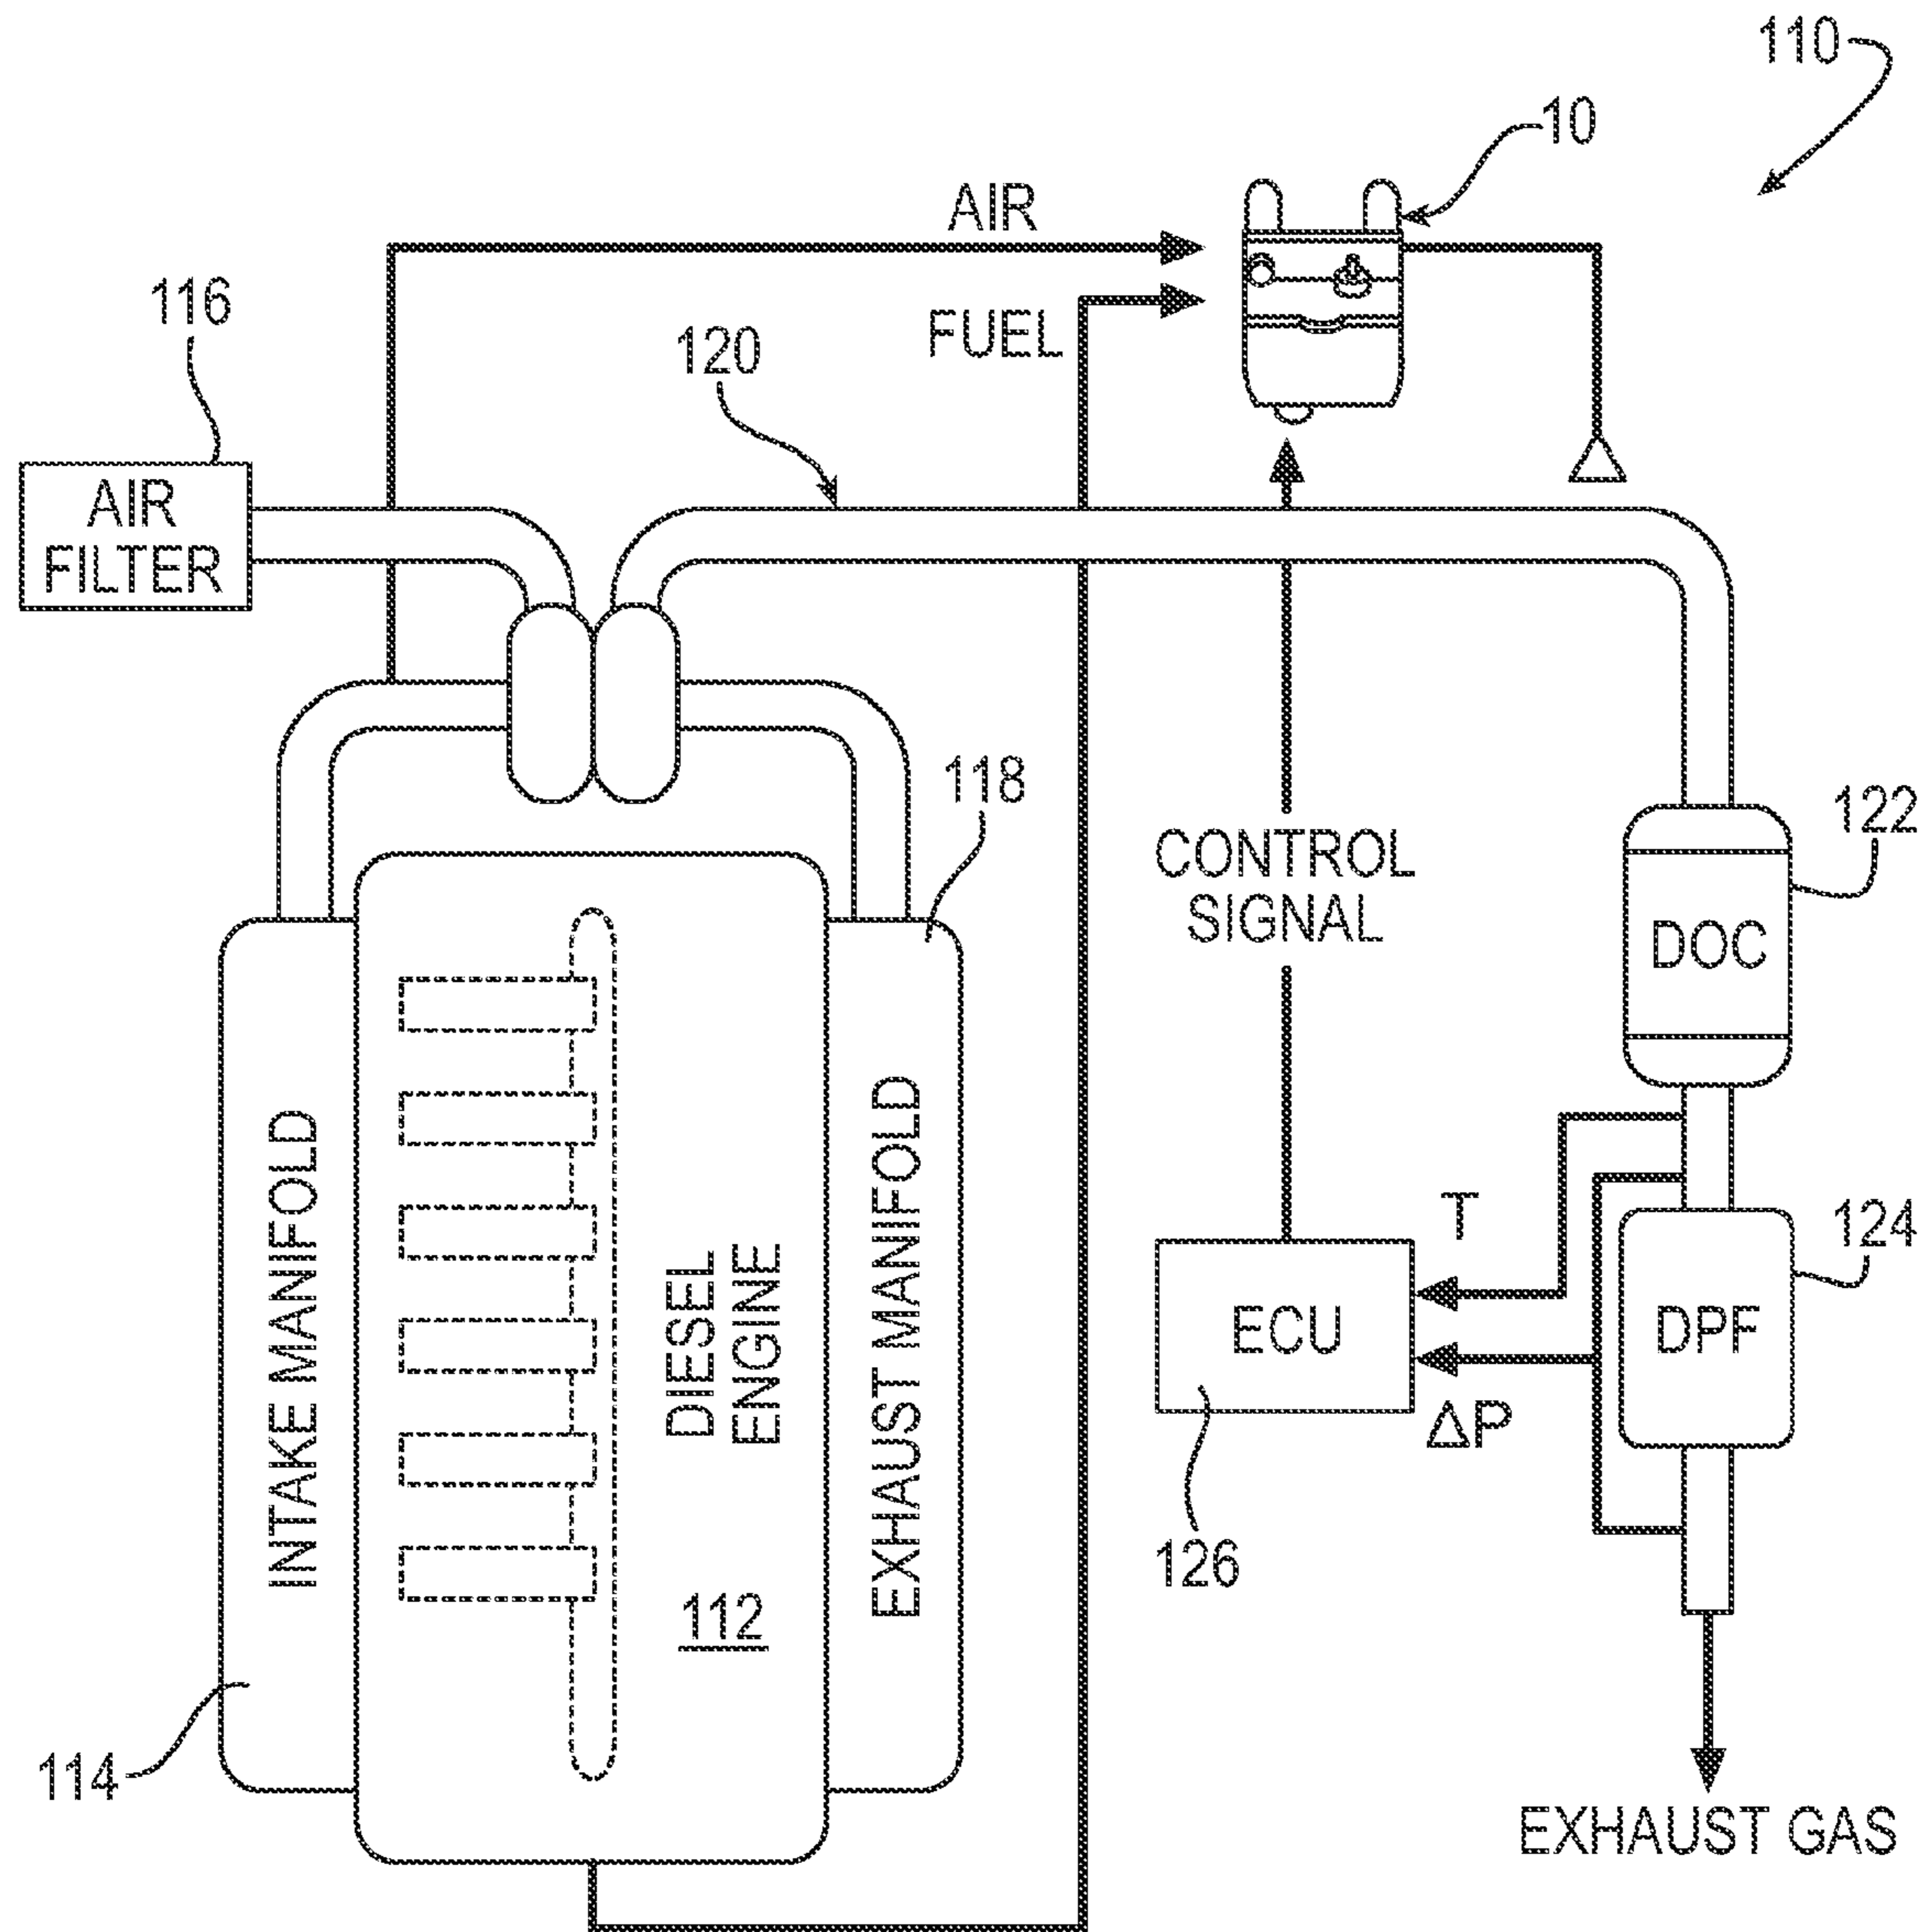 110
10
AIR
116
FUEL
120
AIR
FILTER
118
122
CONTROL
SIGNAL
DOC
INTAKE MANIFOLD
DIESEL
ENGINE
EXHAUST MANIFOLD
T
124
ECU
DPF
ΔP
126
112
114
EXHAUST GAS